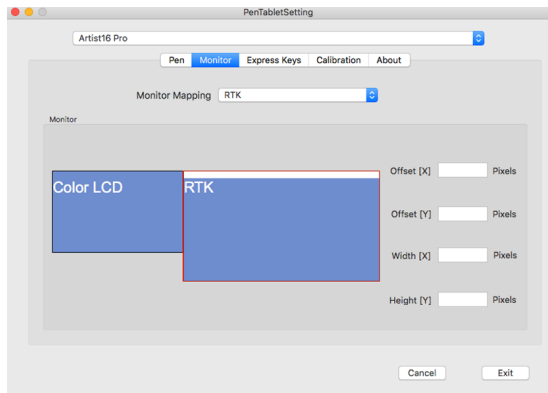 PenTabletSetting
Artist16 Pro
Pen Monitor Express Keys Calibration About
Monitor Mapping RTK
Monitor
Color LCD RTK
Offset [X] Pixels
Offset [Y] Pixels
Width [X] Pixels
Height [Y] Pixels
Cancel Exit